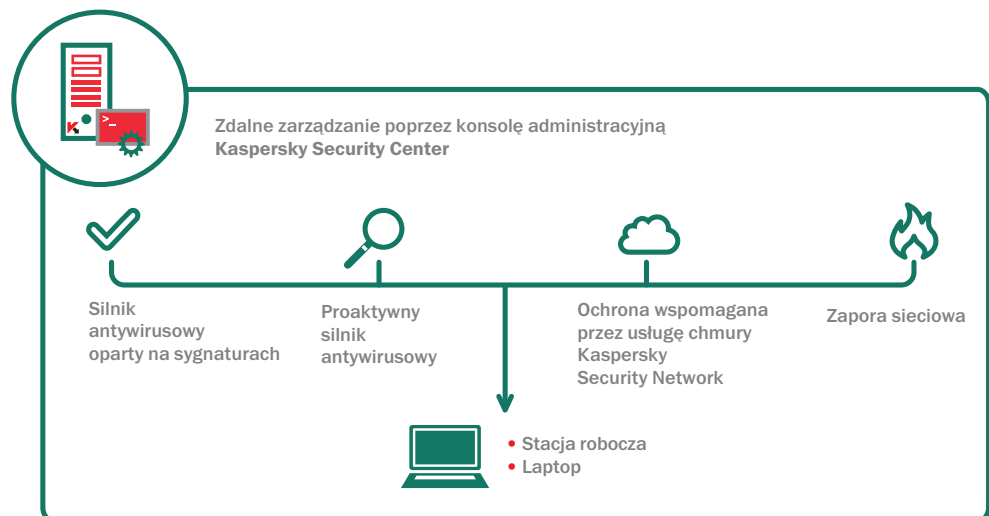 >_
Zdalne zarządzanie poprzez konsolę administracyjną
Kaspersky Security Center
Silnik
antywirusowy
oparty na sygnaturach
Proaktywny
silnik
antywirusowy
Ochrona wspomagana
przez usługę chmury
Kaspersky
Security Network
Zapora sieciowa
• Stacja robocza
• Laptop